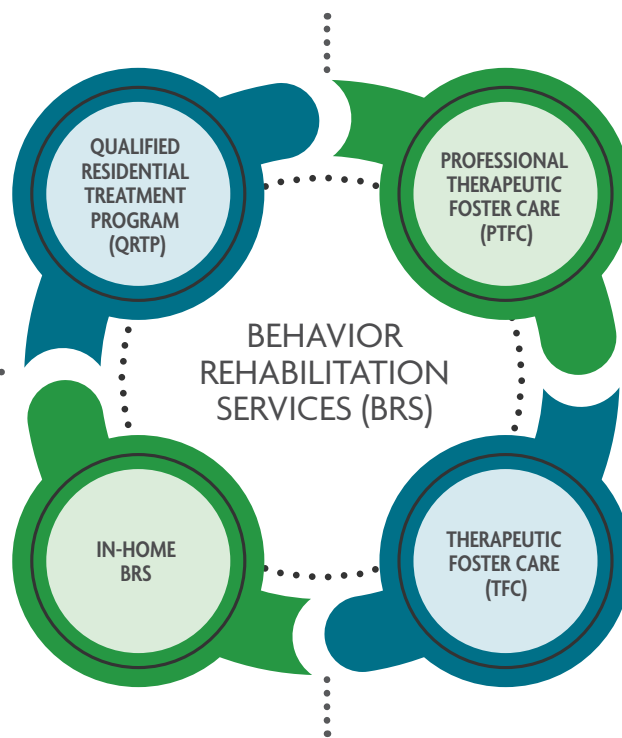 QUALIFIED
RESIDENTIAL
TREATMENT
PROGRAM
(QRTP)
PROFESSIONAL
THERAPEUTIC
FOSTER CARE
(PTFC)
BEHAVIOR
REHABILITATION
SERVICES (BRS)
IN-HOME
BRS
THERAPEUTIC
FOSTER CARE
(TFC)